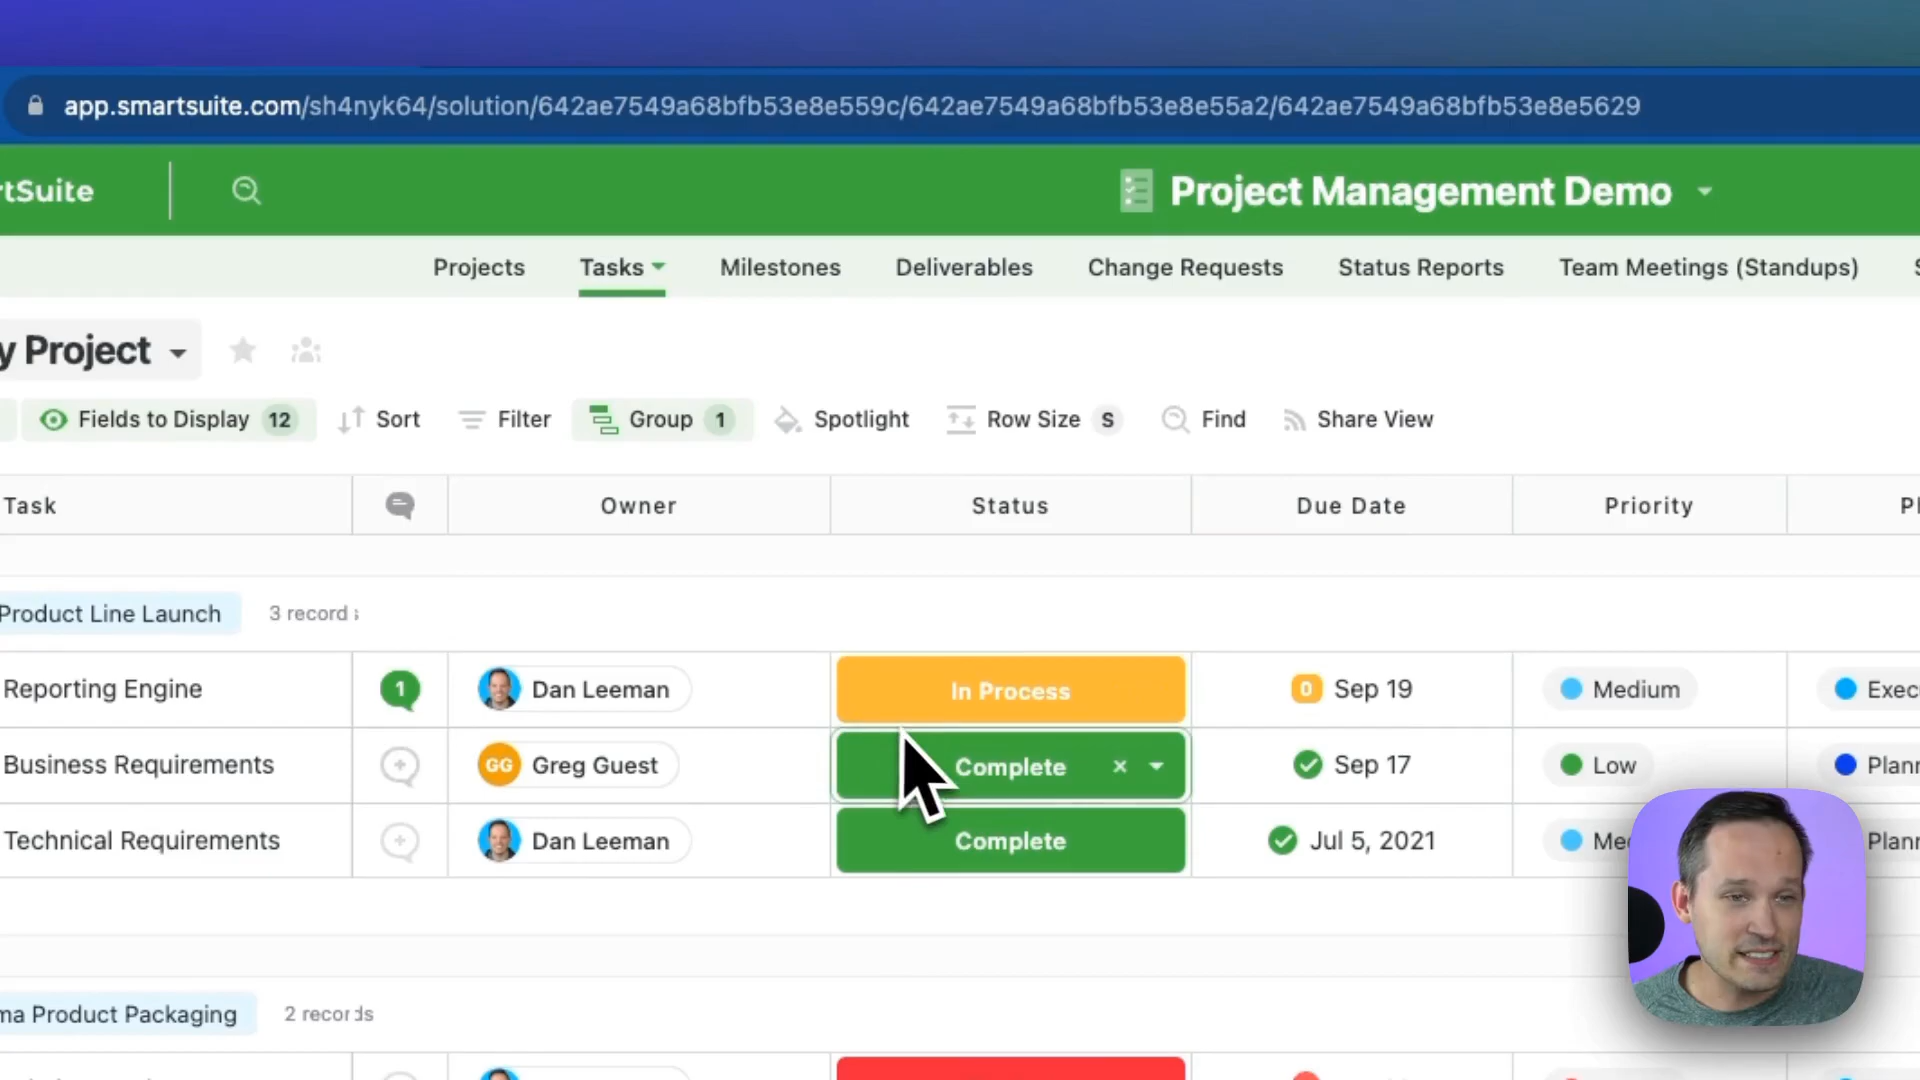 app.smartsuite.com/sh4nyk64/solution/642ae7549a68bfb53e8e559c/642ae7549a68bfb53e8e55a2/642ae7549a68bfb53e8e5629
rtSuite
Project Management Demo
Projects Tasks Milestones Deliverables Change Requests Status Reports Team Meetings (Standups) S
y Project
Fields to Display 12 Sort Filter Group 1 Spotlight Row Size S Find Share View
Task Owner Status Due Date Priority Pl
Product Line Launch 3 records
Reporting Engine 1 Dan Leeman In Process 0 Sep 19 Medium Exec
Business Requirements GG Greg Guest Complete Sep 17 Low Plann
Technical Requirements Dan Leeman Complete Jul 5, 2021 Me Plann
ma Product Packaging 2 records